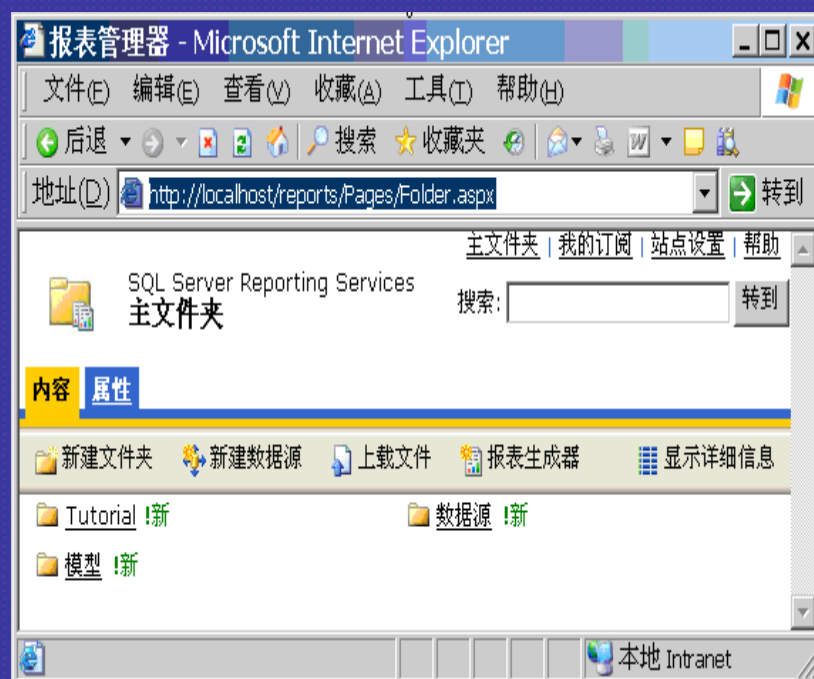 报表管理器 - Microsoft Internet Explorer
文件(F) 编辑(E) 查看(V) 收藏(A) 工具(T) 帮助(H)
后退 搜索 收藏夹
地址(D) http://localhost/reports/Pages/Folder.aspx 转到
主文件夹 | 我的订阅 | 站点设置 | 帮助
SQL Server Reporting Services
主文件夹
搜索: 转到
内容 属性
新建文件夹 新建数据源 上载文件 报表生成器 显示详细信息
Tutorial !新 数据源 !新
模型 !新
本地 Intranet